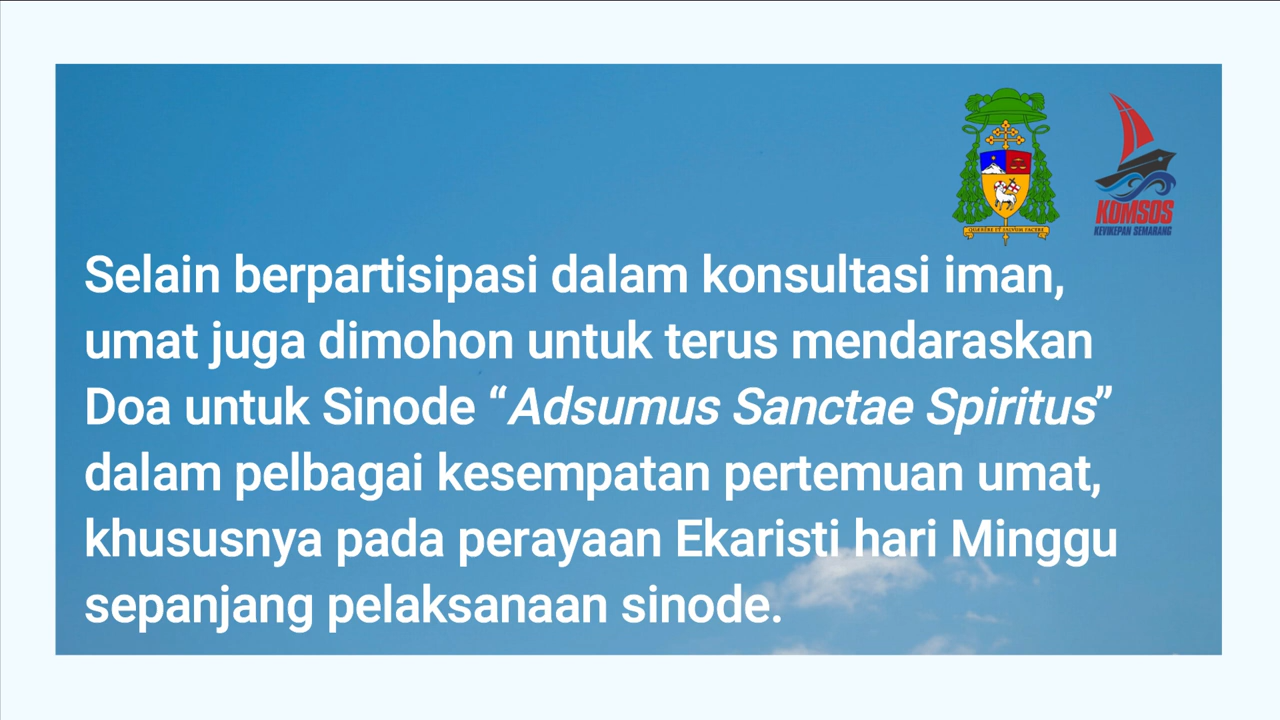 KOMSOS
KEVIKEPAN SEMARANG
Selain berpartisipasi dalam konsultasi iman,
umat juga dimohon untuk terus mendaraskan
Doa untuk Sinode “Adsumus Sanctae Spiritus”
dalam pelbagai kesempatan pertemuan umat,
khususnya pada perayaan Ekaristi hari Minggu
sepanjang pelaksanaan sinode.